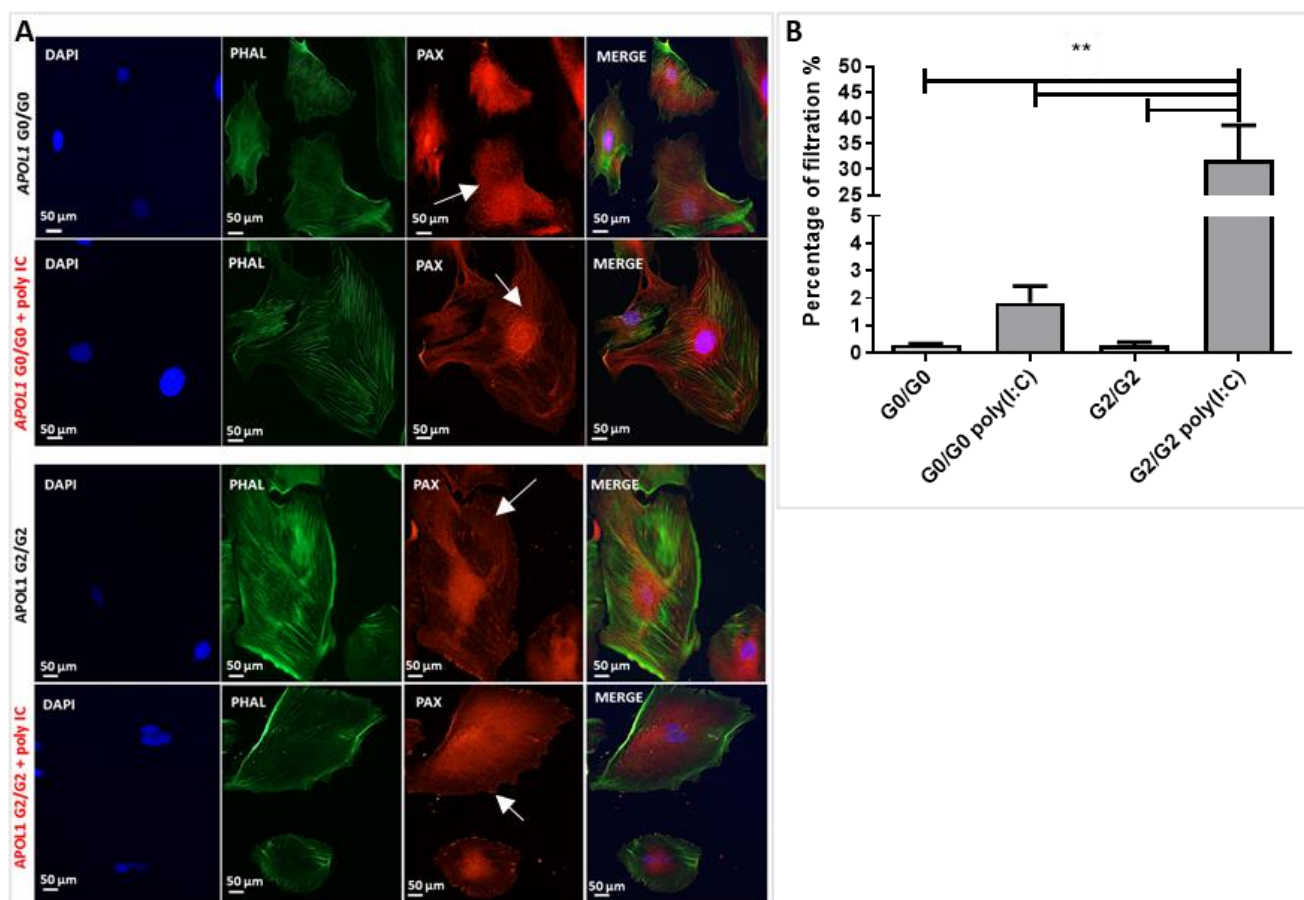 A
APOL1 G0/G0
DAPI
PHAL
PAX
MERGE
50 µm
50 µm
50 µm
50 µm
APOL1 G0/G0 + poly IC
DAPI
PHAL
PAX
MERGE
50 µm
50 µm
50 µm
50 µm
APOL1 G2/G2
DAPI
PHAL
PAX
MERGE
50 µm
50 µm
50 µm
50 µm
APOL1 G2/G2 + poly IC
DAPI
PHAL
PAX
MERGE
50 µm
50 µm
50 µm
50 µm
B
**
Percentage of filtration %
50
45
40
35
30
25
5
4
3
2
1
0
G0/G0
G0/G0 poly(I:C)
G2/G2
G2/G2 poly(I:C)